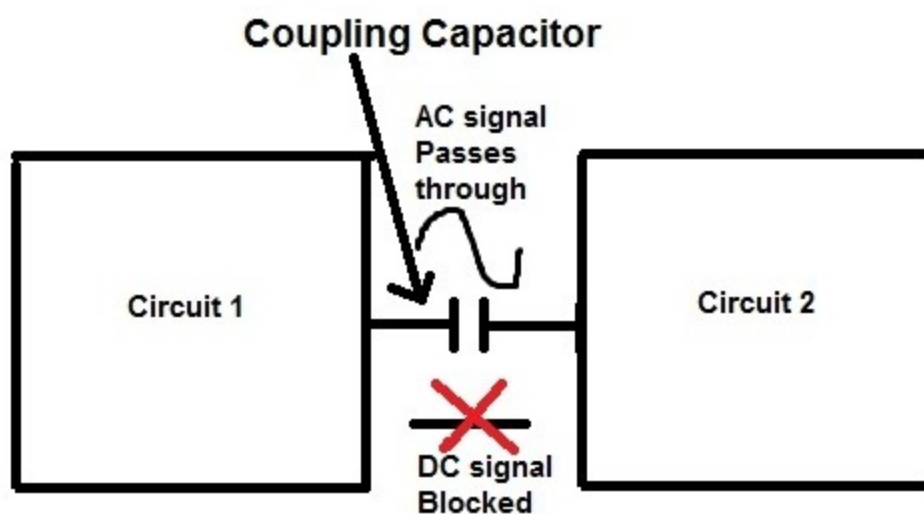 Coupling Capacitor
AC signal
Passes
through
Circuit 1
Circuit 2
DC signal
Blocked